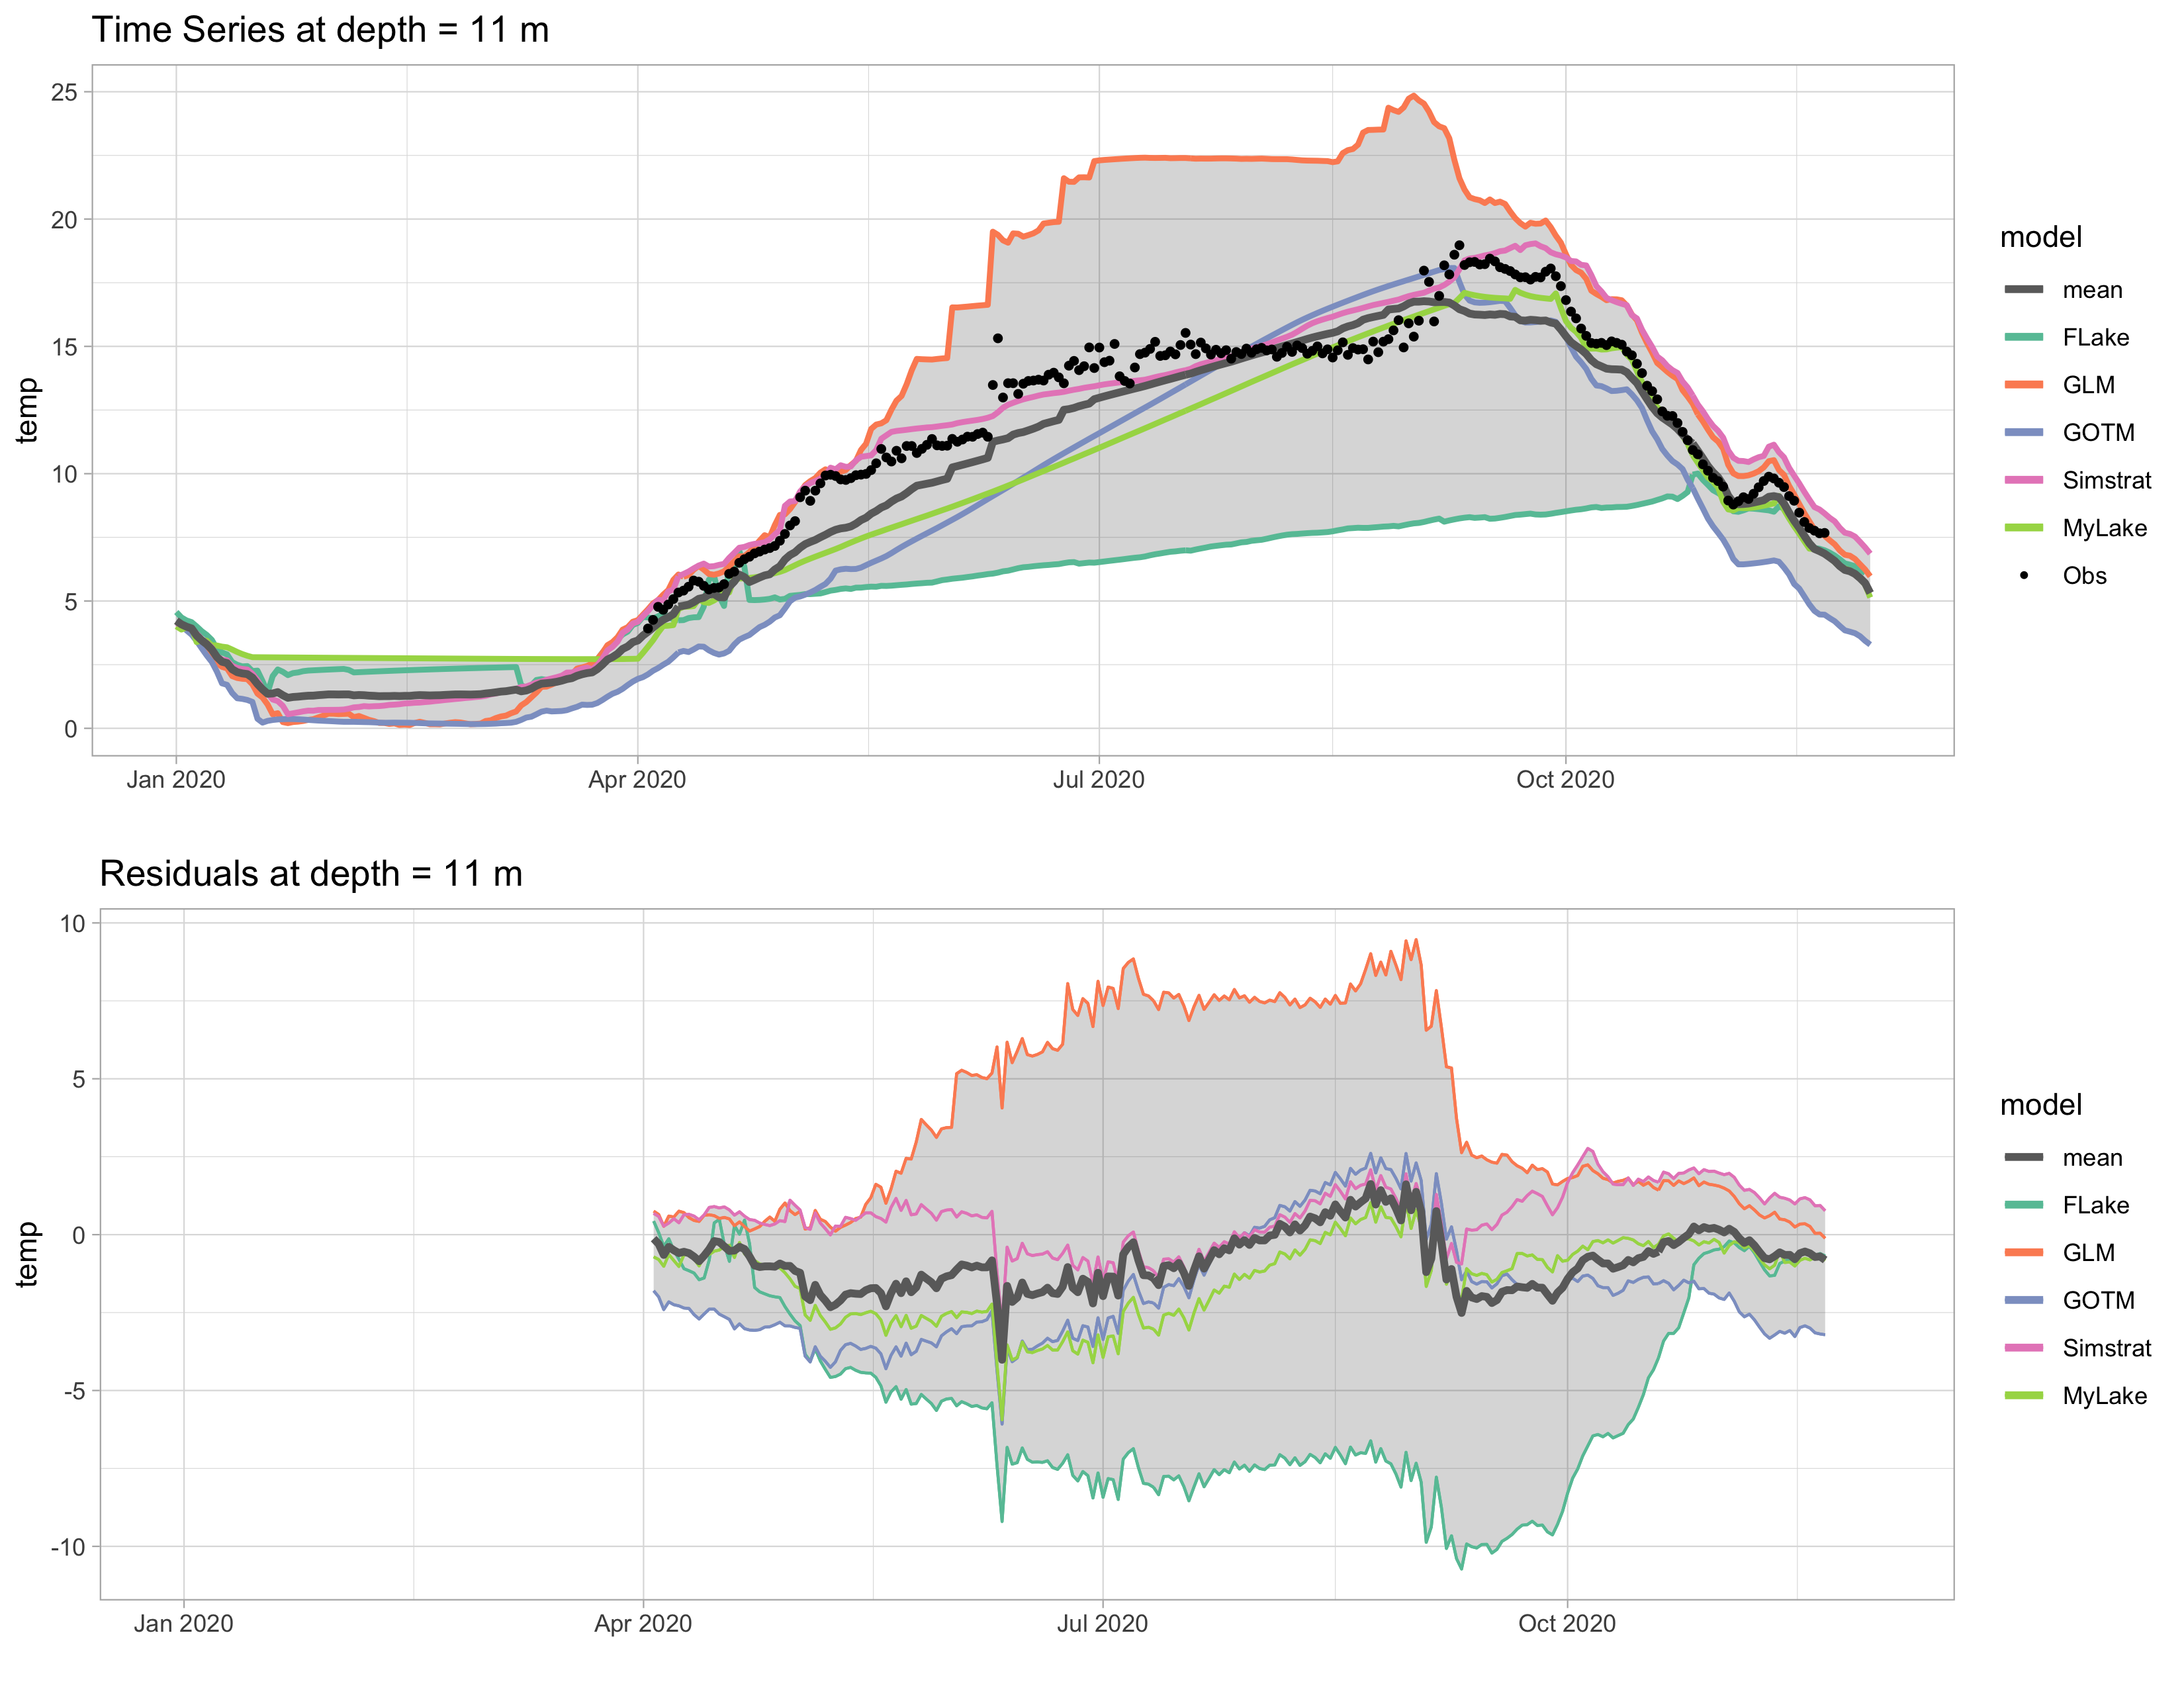 Time Series at depth = 11 m
25
20
15
10
5
0
temp
Jan 2020
Apr 2020
Jul 2020
Oct 2020
model
mean
FLake
GLM
GOTM
Simstrat
MyLake
Obs
Residuals at depth = 11 m
10
5
0
-5
-10
temp
Jan 2020
Apr 2020
Jul 2020
Oct 2020
model
mean
FLake
GLM
GOTM
Simstrat
MyLake